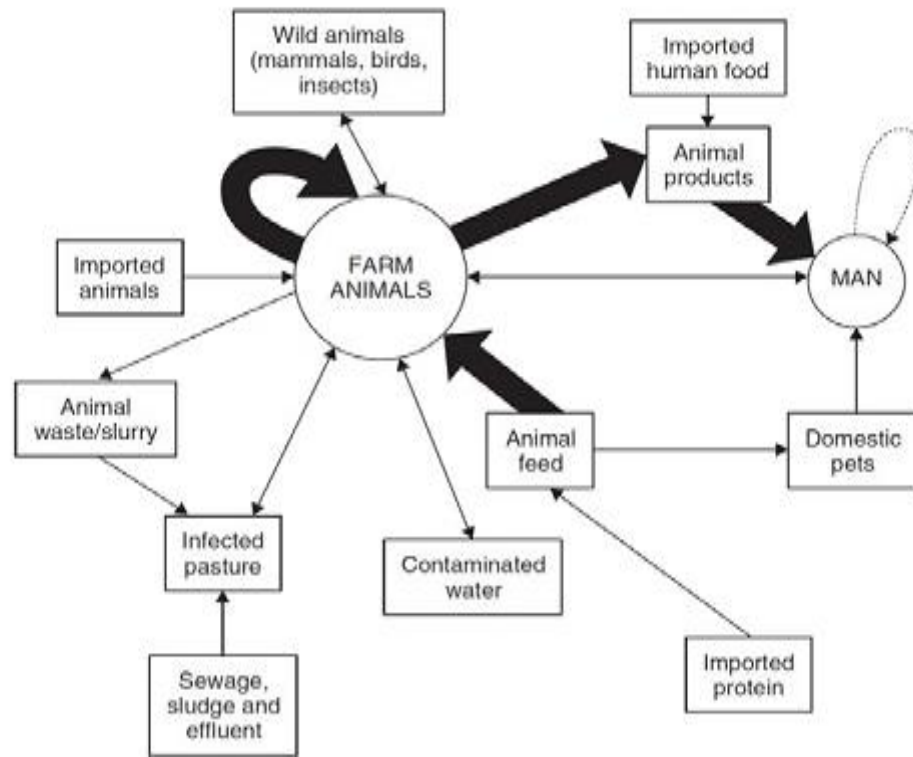 Wild animals
(mammals, birds,
insects)
Imported
human food
Animal
products
Imported
animals
FARM
ANIMALS
MAN
Animal
waste/slurry
Animal
feed
Domestic
pets
Infected
pasture
Contaminated
water
Imported
protein
Sewage,
sludge and
effluent